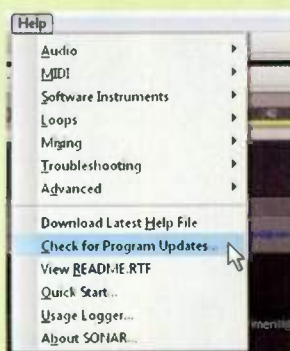 Help
Audio
MIDI
Software Instruments
Loops
Mixing
Troubleshooting
Advanced
Download Latest Help File
Check for Program Updates...
View README.RTF
Quick Start...
Usage Logger...
About SONAR...